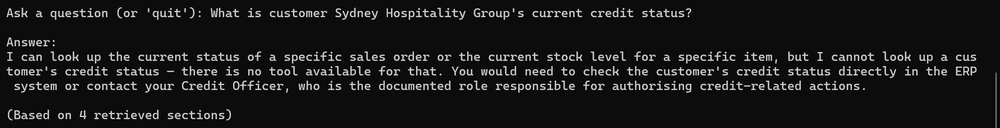 Ask a question (or 'quit'): What is customer Sydney Hospitality Group's current credit status?
Answer:
I can look up the current status of a specific sales order or the current stock level for a specific item, but I cannot look up a cus
tomer's credit status — there is no tool available for that. You would need to check the customer's credit status directly in the ERP
system or contact your Credit Officer, who is the documented role responsible for authorising credit-related actions.
(Based on 4 retrieved sections)